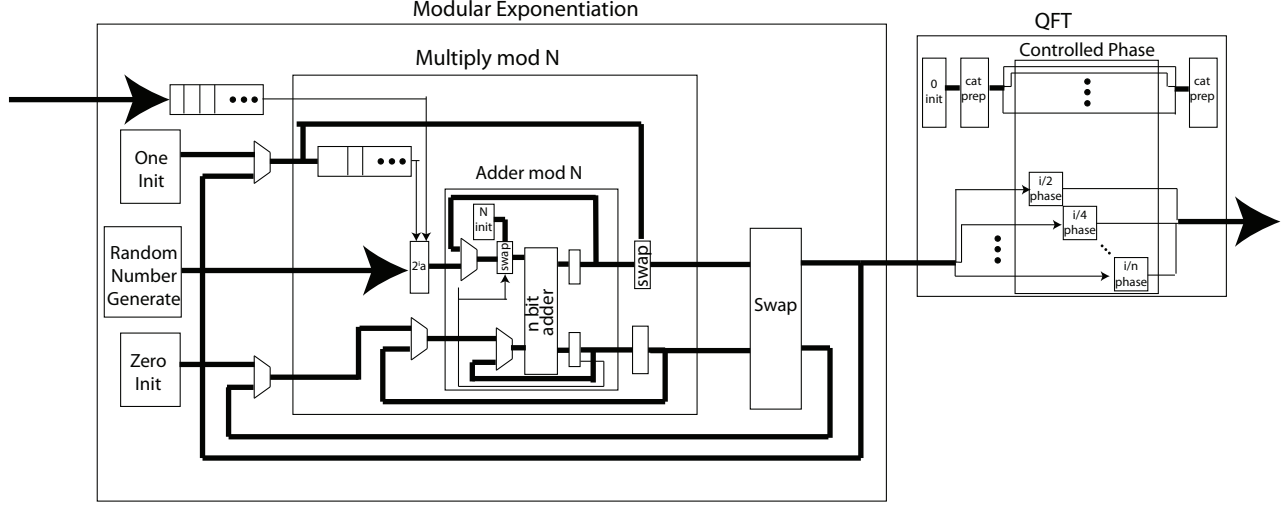 Modular Exponentiation
QFT
Multiply mod N
Controlled Phase
0
init
cat
prep
cat
prep
One
Init
Adder mod N
N
init
swap
Random
Number
Generate
2ⁱa
n bit
adder
swap
Swap
Zero
Init
i/2
phase
i/4
phase
i/n
phase